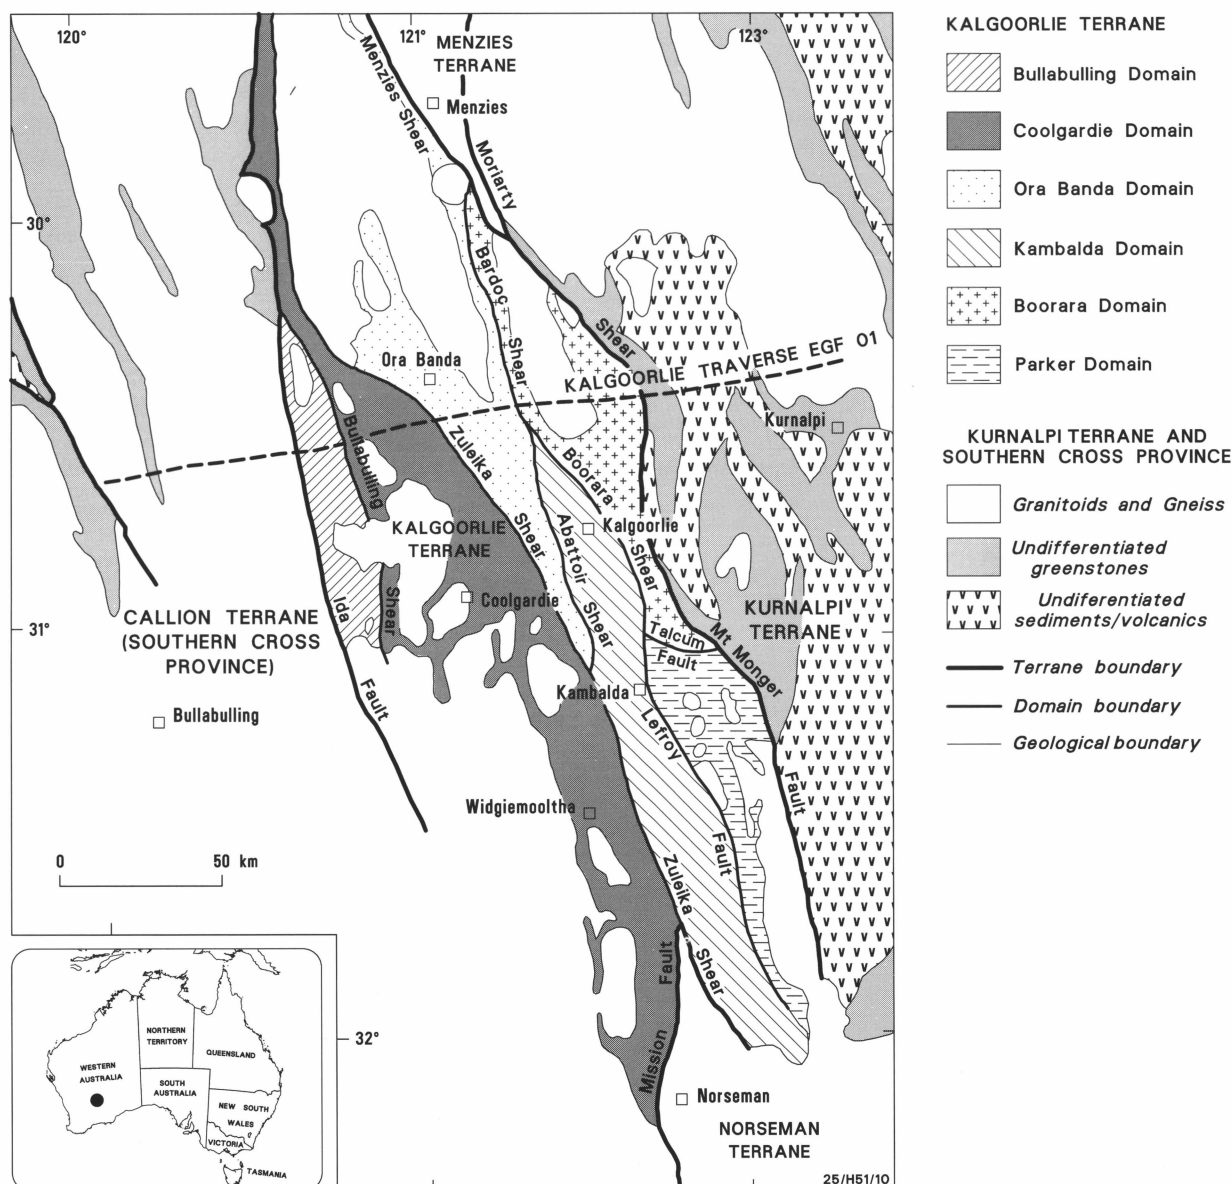 120°
121°
123°
MENZIES
TERRANE
Menzies
Menzies Shear
Moriarty
30°
Bardoc
Shear
Shear
Ora Banda
KALGOORLIE TRAVERSE EGF 01
Kurnalpi
Bullabulling
Zuleika
Boorara
KALGOORLIE
TERRANE
Shear
Abattoir
Kalgoorlie
Shear
Ida
Shear
Coolgardie
Shear
KURNALPI
TERRANE
31°
CALLION TERRANE
(SOUTHERN CROSS
PROVINCE)
Talcum
Fault
Mt Monger
Fault
Kambalda
Bullabulling
Lefroy
Widgiemooltha
Fault
Fault
0 50 km
Zuleika
Fault
Shear
32°
Mission
Norseman
NORSEMAN
TERRANE
25/H51/10
NORTHERN
TERRITORY
QUEENSLAND
WESTERN
AUSTRALIA
SOUTH
AUSTRALIA
NEW SOUTH
WALES
VICTORIA
TASMANIA
KALGOORLIE TERRANE
Bullabulling Domain
Coolgardie Domain
Ora Banda Domain
Kambalda Domain
Boorara Domain
Parker Domain
KURNALPI TERRANE AND
SOUTHERN CROSS PROVINCE
Granitoids and Gneiss
Undifferentiated
greenstones
Undiferentiated
sediments/volcanics
Terrane boundary
Domain boundary
Geological boundary